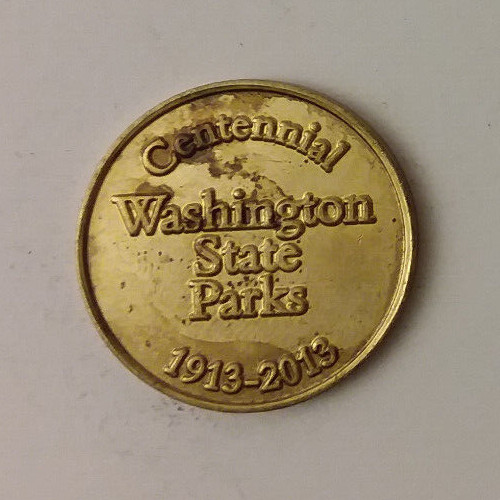 Centennial
Washington
State
Parks
1913-2013